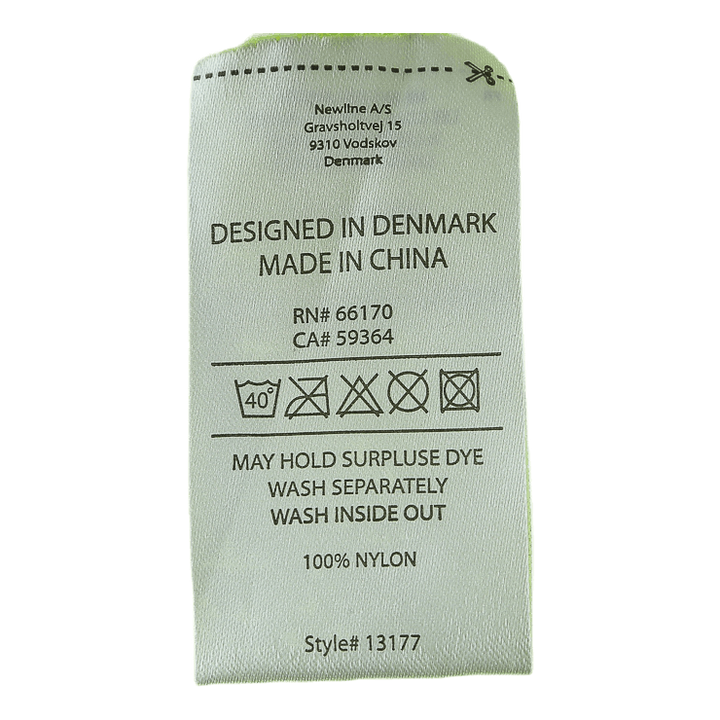 Newline A/S
Gravsholtvej 15
9310 Vodskov
Denmark
DESIGNED IN DENMARK
MADE IN CHINA
RN# 66170
CA# 59364
40°
MAY HOLD SURPLUSE DYE
WASH SEPARATELY
WASH INSIDE OUT
100% NYLON
Style# 13177